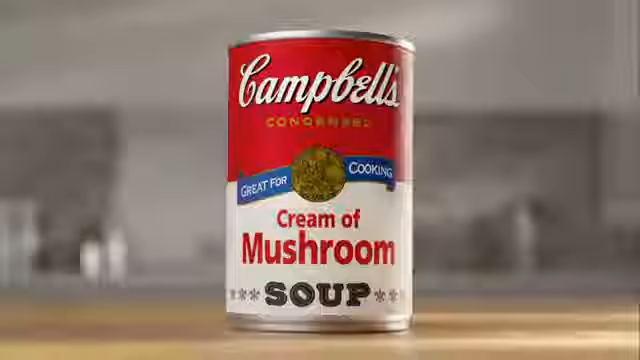 Campbell's
CONDENSED
GREAT FOR COOKING
Cream of
Mushroom
SOUP